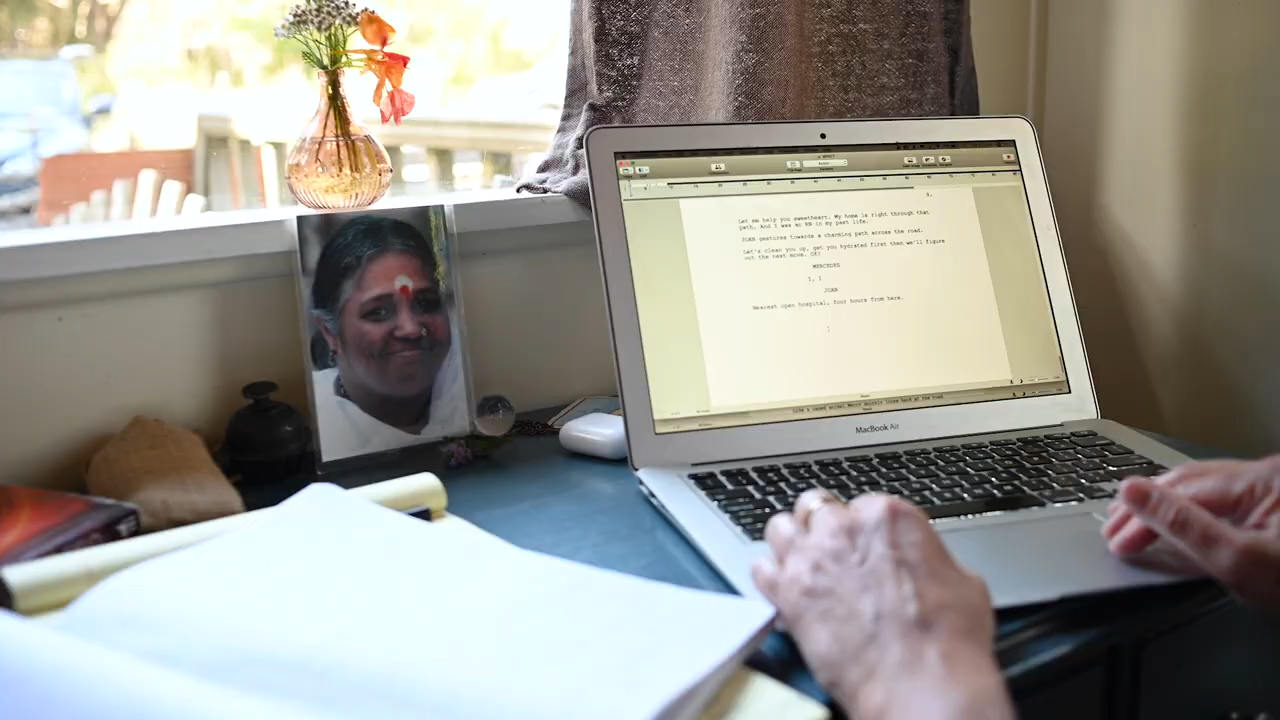 9.
Let me help you sweetheart. My home is right through that
path. And I was an RN in my past life.
JOAN gestures towards a charming path across the road.
Let's clean you up, get you hydrated first then we'll figure
out the next move. OK?
MERCEDES
I, I
JOAN
Nearest open hospital, four hours from here.
MacBook Air